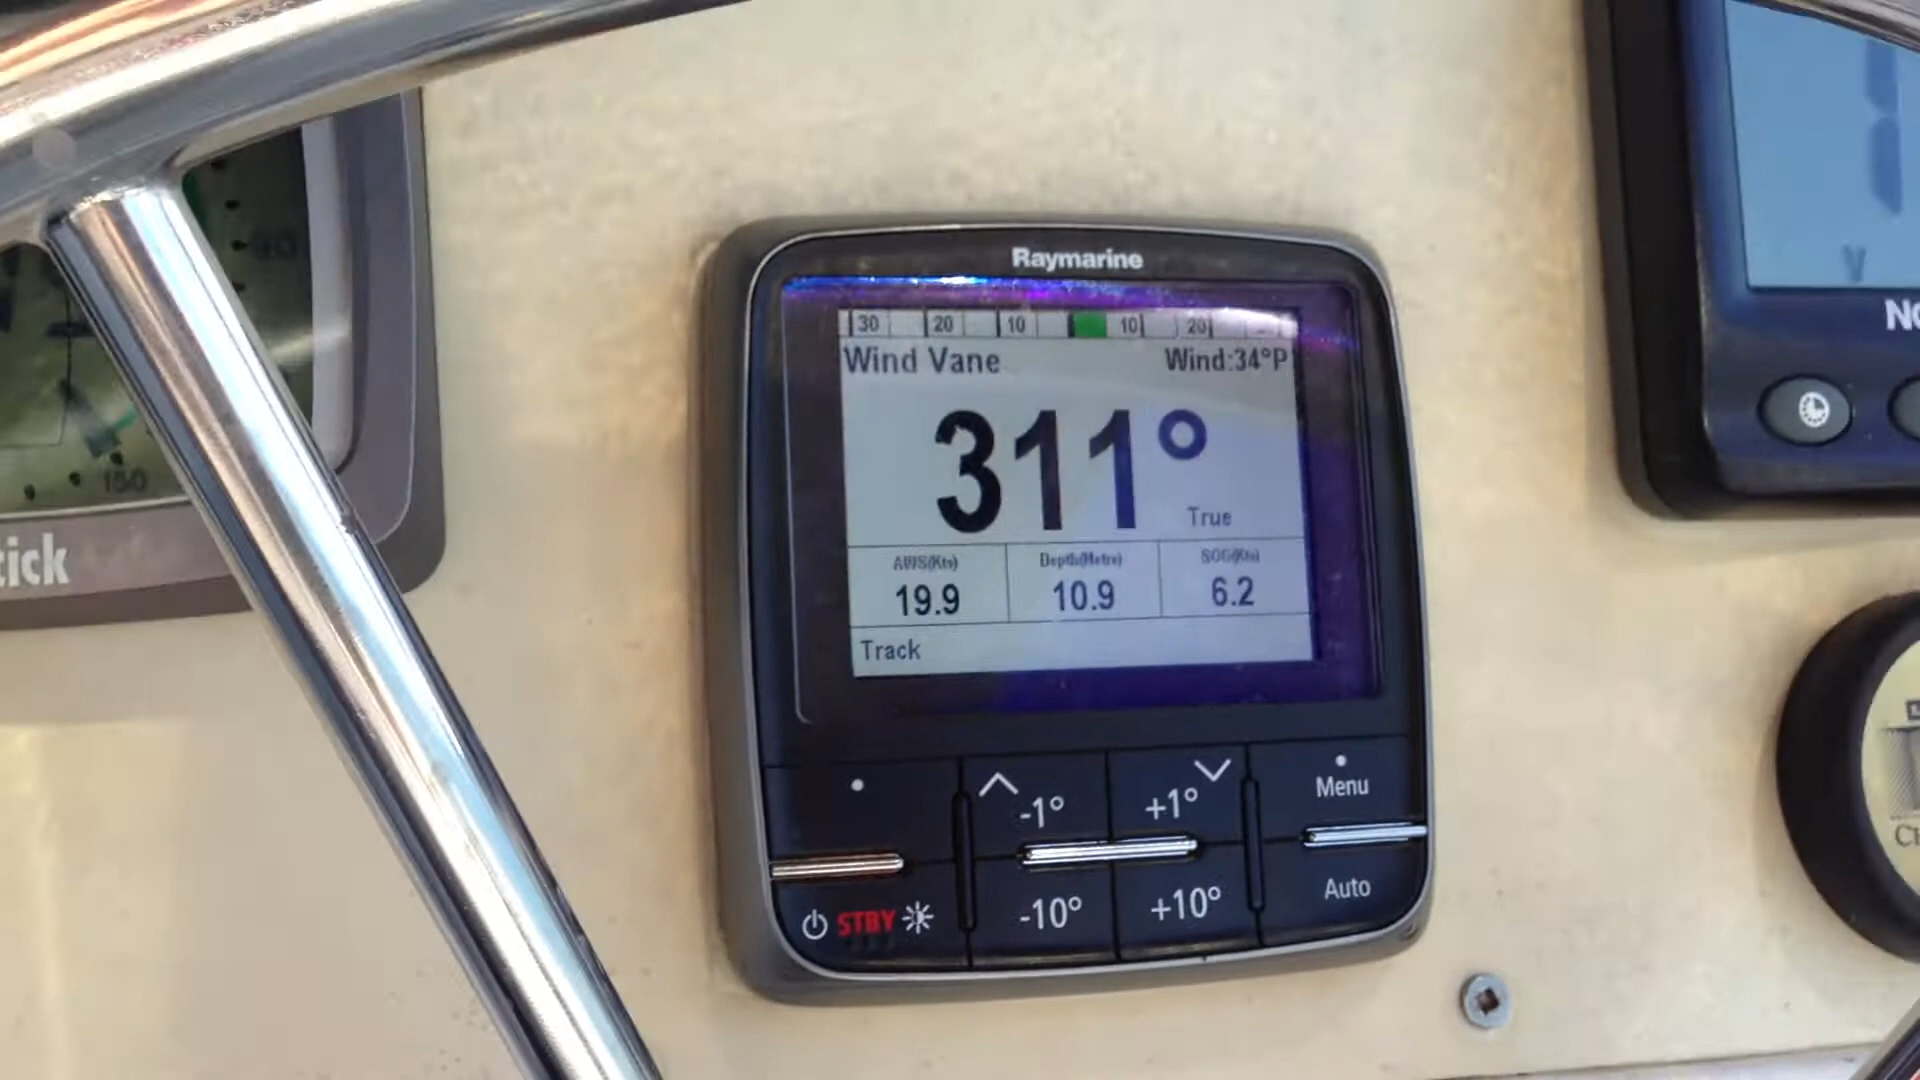 Raymarine
30 20 10 10 20
Wind Vane Wind:34°P
311°
True
AWS(Kts) Depth(Metre) SOG(Kts)
19.9 10.9 6.2
Track
-1° +1° Menu
STBY -10° +10° Auto
150
V